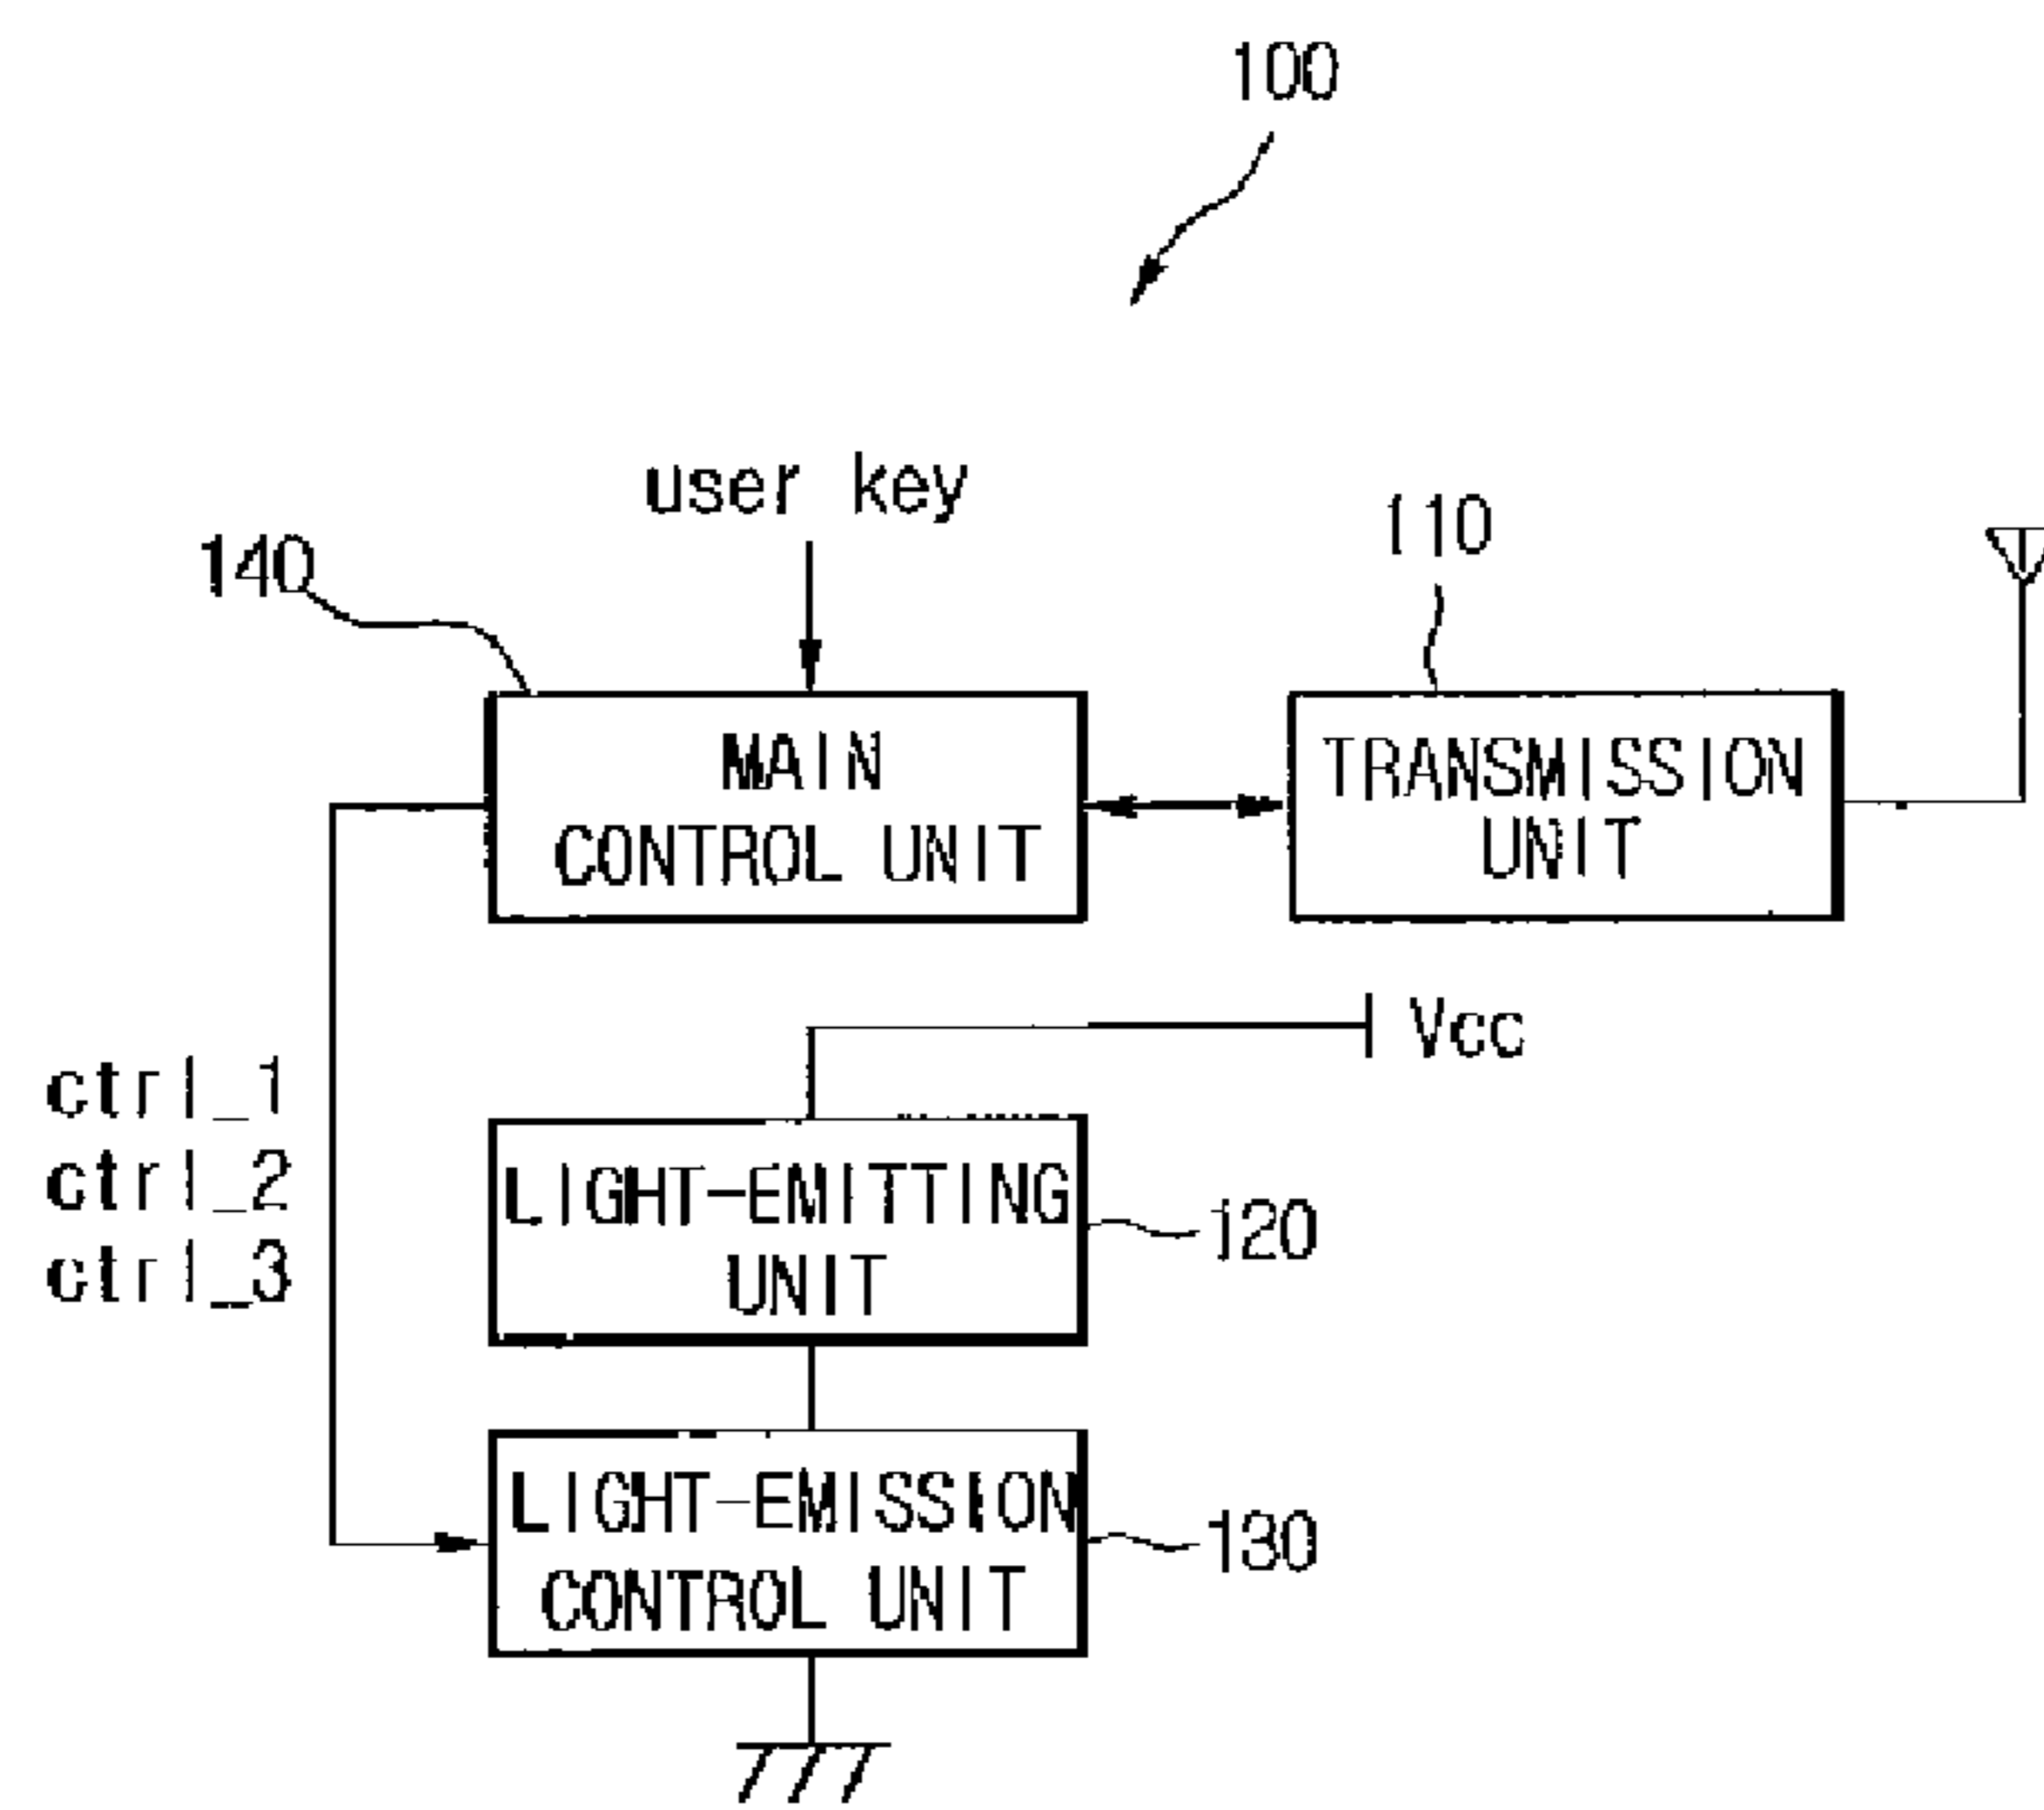 100
user key
140
110
MAIN
CONTROL UNIT
TRANSMISSION
UNIT
Vcc
ctrl_1
ctrl_2
ctrl_3
LIGHT-EMITTING
UNIT
120
LIGHT-EMISSION
CONTROL UNIT
130